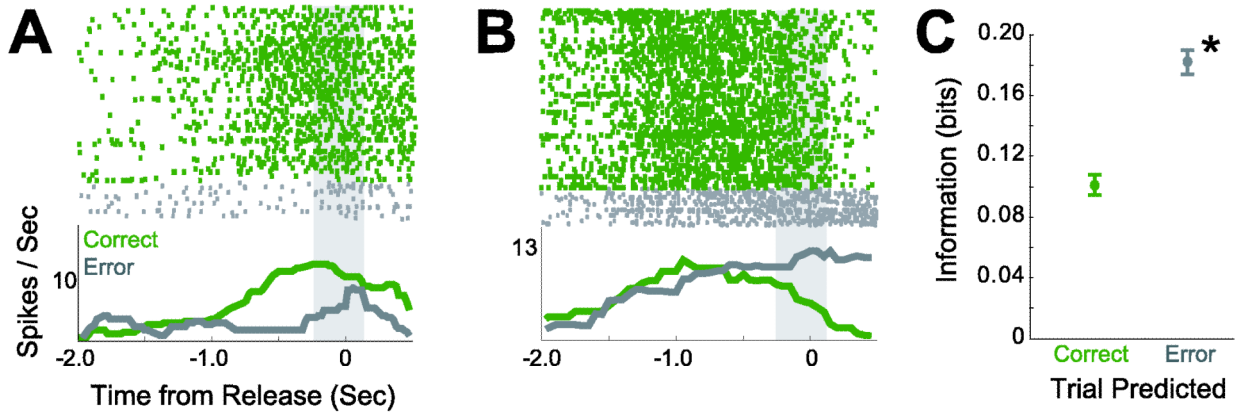 A
Spikes / Sec
Correct
Error
10
-2.0
-1.0
0
Time from Release (Sec)
B
13
-2.0
-1.0
0
C
Information (bits)
0.20
0.16
0.12
0.08
0.04
0
*
Correct
Error
Trial Predicted